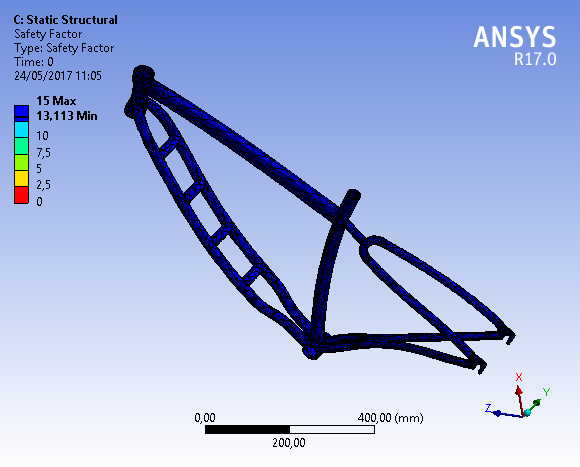 C: Static Structural
Safety Factor
Type: Safety Factor
Time: 0
24/05/2017 11:05
ANSYS
R17.0
15 Max
13,113 Min
10
7,5
5
2,5
0
0,00
400,00 (mm)
200,00
X
Y
Z